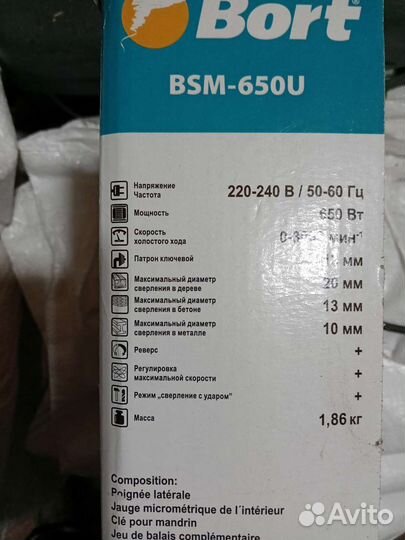 Bort
BSM-650U
Напряжение
Частота
220-240 В / 50-60 Гц
Мощность
650 Вт
Скорость
холостого хода
мин⁻¹
Патрон ключевой
мм
Максимальный диаметр
сверления в дереве
20 мм
Максимальный диаметр
сверления в бетоне
13 мм
Максимальный диаметр
сверления в металле
10 мм
Реверс
+
Регулировка
максимальной скорости
+
Режим „сверление с ударом"
+
Масса
1,86 кг
Composition:
Poignée latérale
Jauge micrométrique de l´intérieur
Clé pour mandrin
Jeu de balais complémentaire
Avito